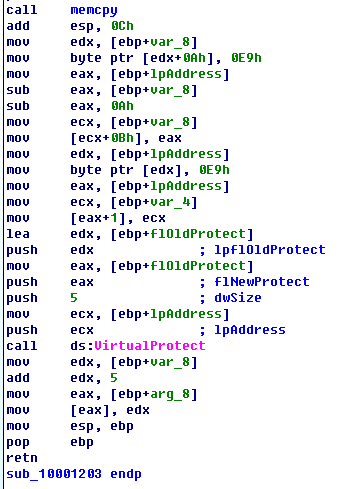 call memcpy
add esp, 0Ch
mov edx, [ebp+var_8]
mov byte ptr [edx+0Ah], 0E9h
mov eax, [ebp+lpAddress]
sub eax, [ebp+var_8]
sub eax, 0Ah
mov ecx, [ebp+var_8]
mov [ecx+0Bh], eax
mov edx, [ebp+lpAddress]
mov byte ptr [edx], 0E9h
mov eax, [ebp+lpAddress]
mov ecx, [ebp+var_4]
mov [eax+1], ecx
lea edx, [ebp+flOldProtect]
push edx ; lpflOldProtect
mov eax, [ebp+flOldProtect]
push eax ; flNewProtect
push 5 ; dwSize
mov ecx, [ebp+lpAddress]
push ecx ; lpAddress
call ds:VirtualProtect
mov edx, [ebp+var_8]
add edx, 5
mov eax, [ebp+arg_8]
mov [eax], edx
mov esp, ebp
pop ebp
retn
sub_10001203 endp